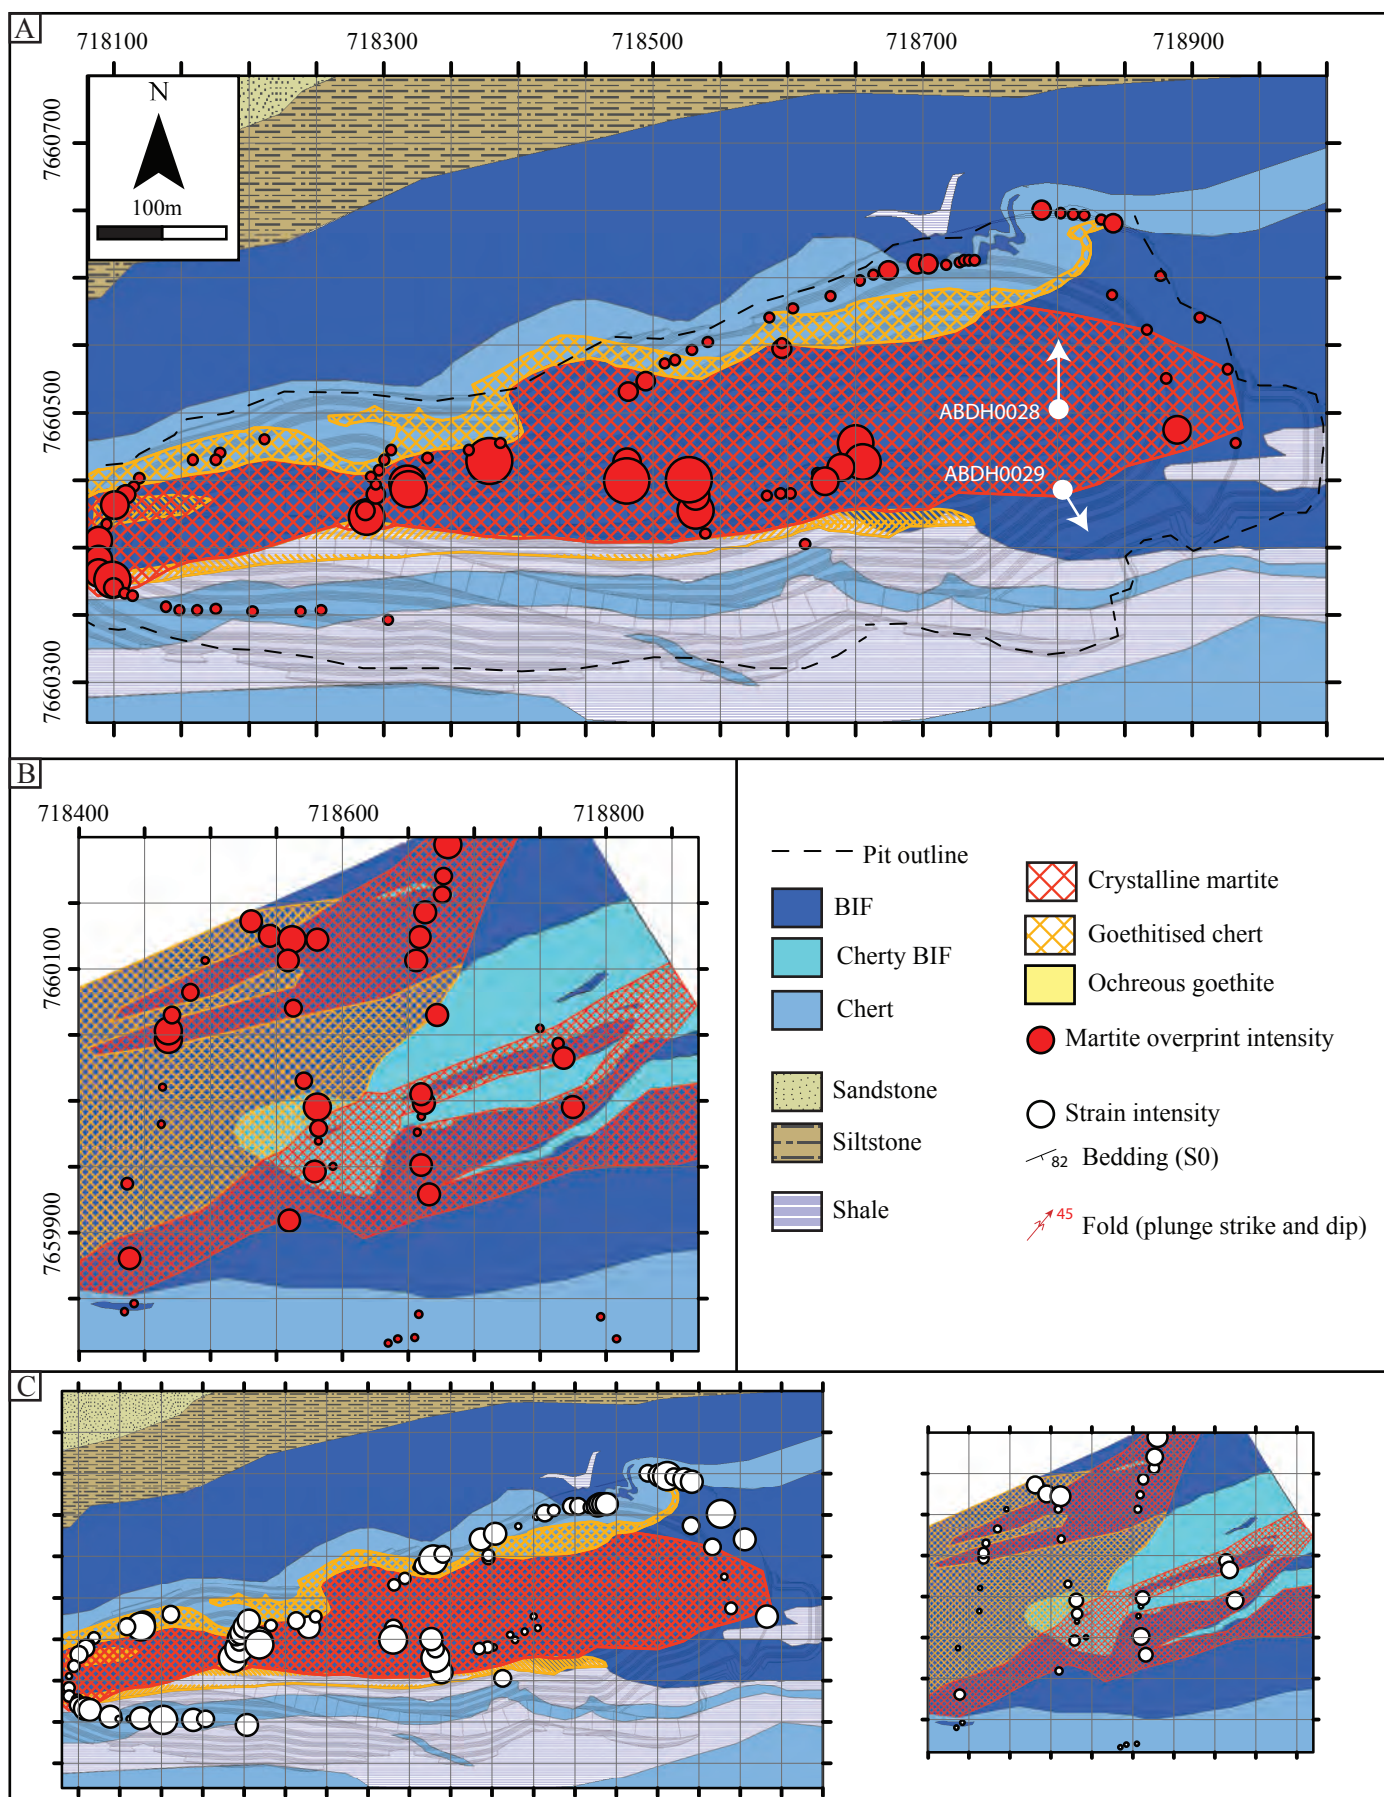 A
718100 718300 718500 718700 718900
7660700
7660500
7660300
N
100m
ABDH0028
ABDH0029
B
718400 718600 718800
7660100
7659900
Pit outline
BIF
Cherty BIF
Chert
Sandstone
Siltstone
Shale
Crystalline martite
Goethitised chert
Ochreous goethite
Martite overprint intensity
Strain intensity
82 Bedding (S0)
45 Fold (plunge strike and dip)
C